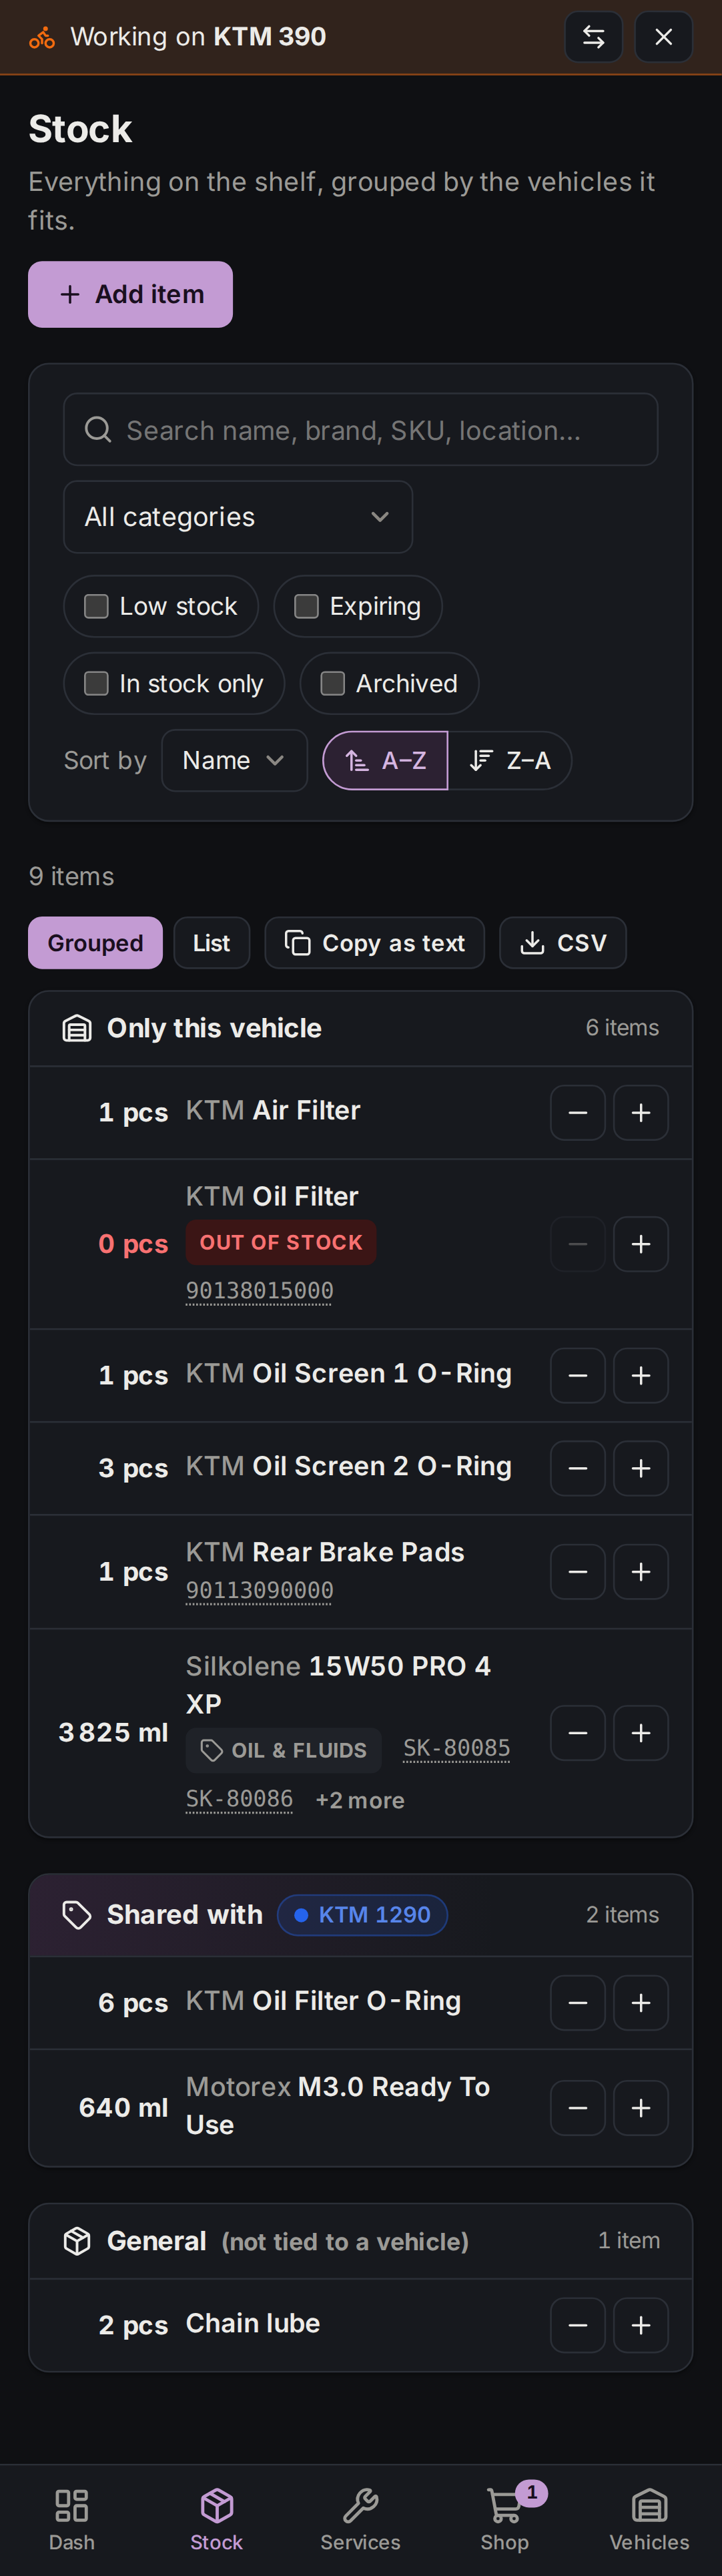 Working on KTM 390
Stock
Everything on the shelf, grouped by the vehicles it
fits.
Add item
Search name, brand, SKU, location...
All categories
Low stock Expiring
In stock only Archived
Sort by Name A–Z Z–A
9 items
Grouped List Copy as text CSV
Only this vehicle 6 items
1 pcs KTM Air Filter
KTM Oil Filter
0 pcs OUT OF STOCK
90138015000
1 pcs KTM Oil Screen 1 O-Ring
3 pcs KTM Oil Screen 2 O-Ring
KTM Rear Brake Pads
1 pcs
90113090000
Silkolene 15W50 PRO 4
XP
3 825 ml OIL & FLUIDS SK-80085
SK-80086 +2 more
Shared with KTM 1290 2 items
6 pcs KTM Oil Filter O-Ring
640 ml Motorex M3.0 Ready To
Use
General (not tied to a vehicle) 1 item
2 pcs Chain lube
1
Dash Stock Services Shop Vehicles